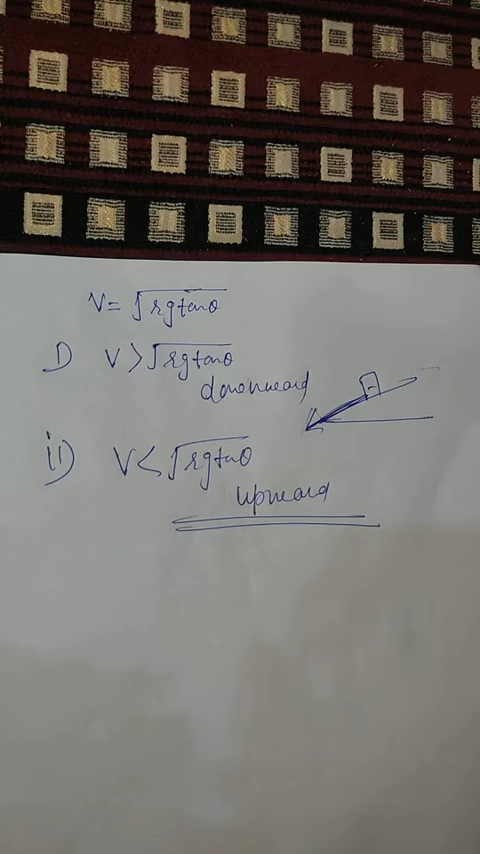 V = √rgtanθ
I) V > √rgtanθ
downward
II) V < √rgtanθ
upward